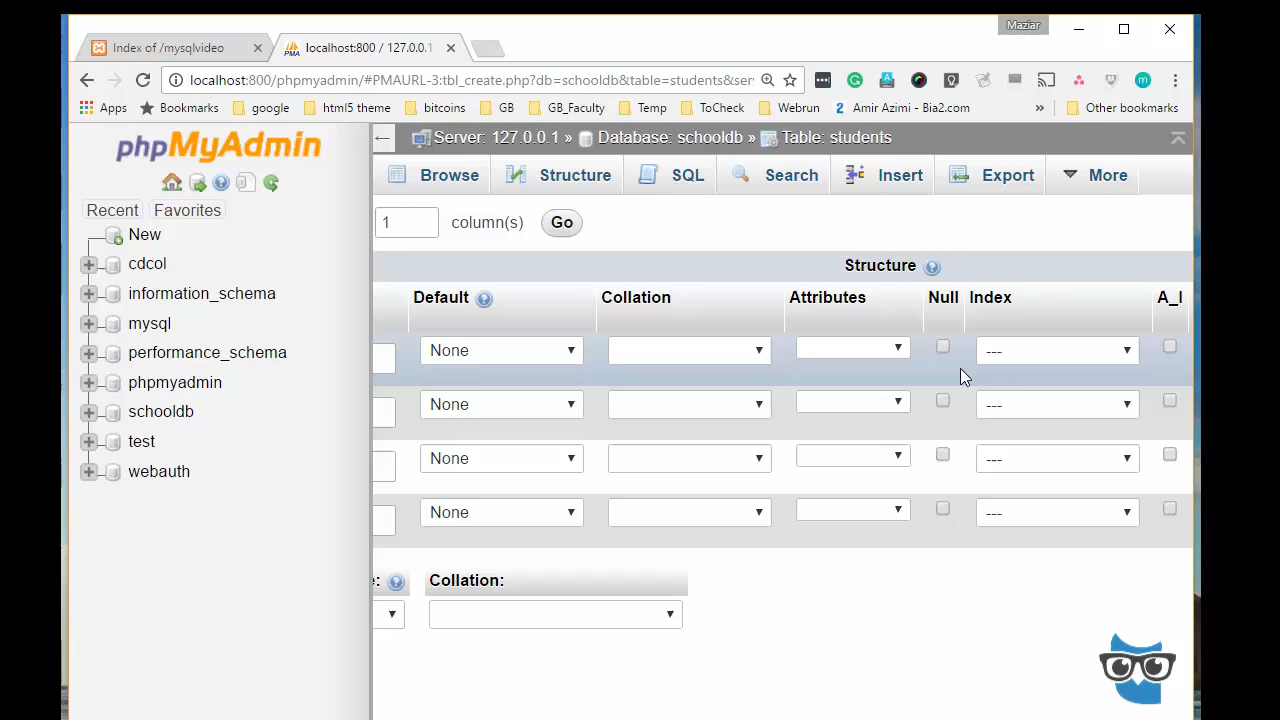 Maziar
Index of /mysqlvideo
localhost:800 / 127.0.0.1
localhost:800/phpmyadmin/#PMAURL-3:tbl_create.php?db=schooldb&table=students&ser
Apps Bookmarks google html5 theme bitcoins GB GB_Faculty Temp ToCheck Webrun Amir Azimi - Bia2.com » Other bookmarks
phpMyAdmin
Recent Favorites
New
cdcol
information_schema
mysql
performance_schema
phpmyadmin
schooldb
test
webauth
Server: 127.0.0.1 » Database: schooldb » Table: students
Browse Structure SQL Search Insert Export More
1 column(s) Go
Structure
Default Collation Attributes Null Index A_I
None ---
None ---
None ---
None ---
: Collation: